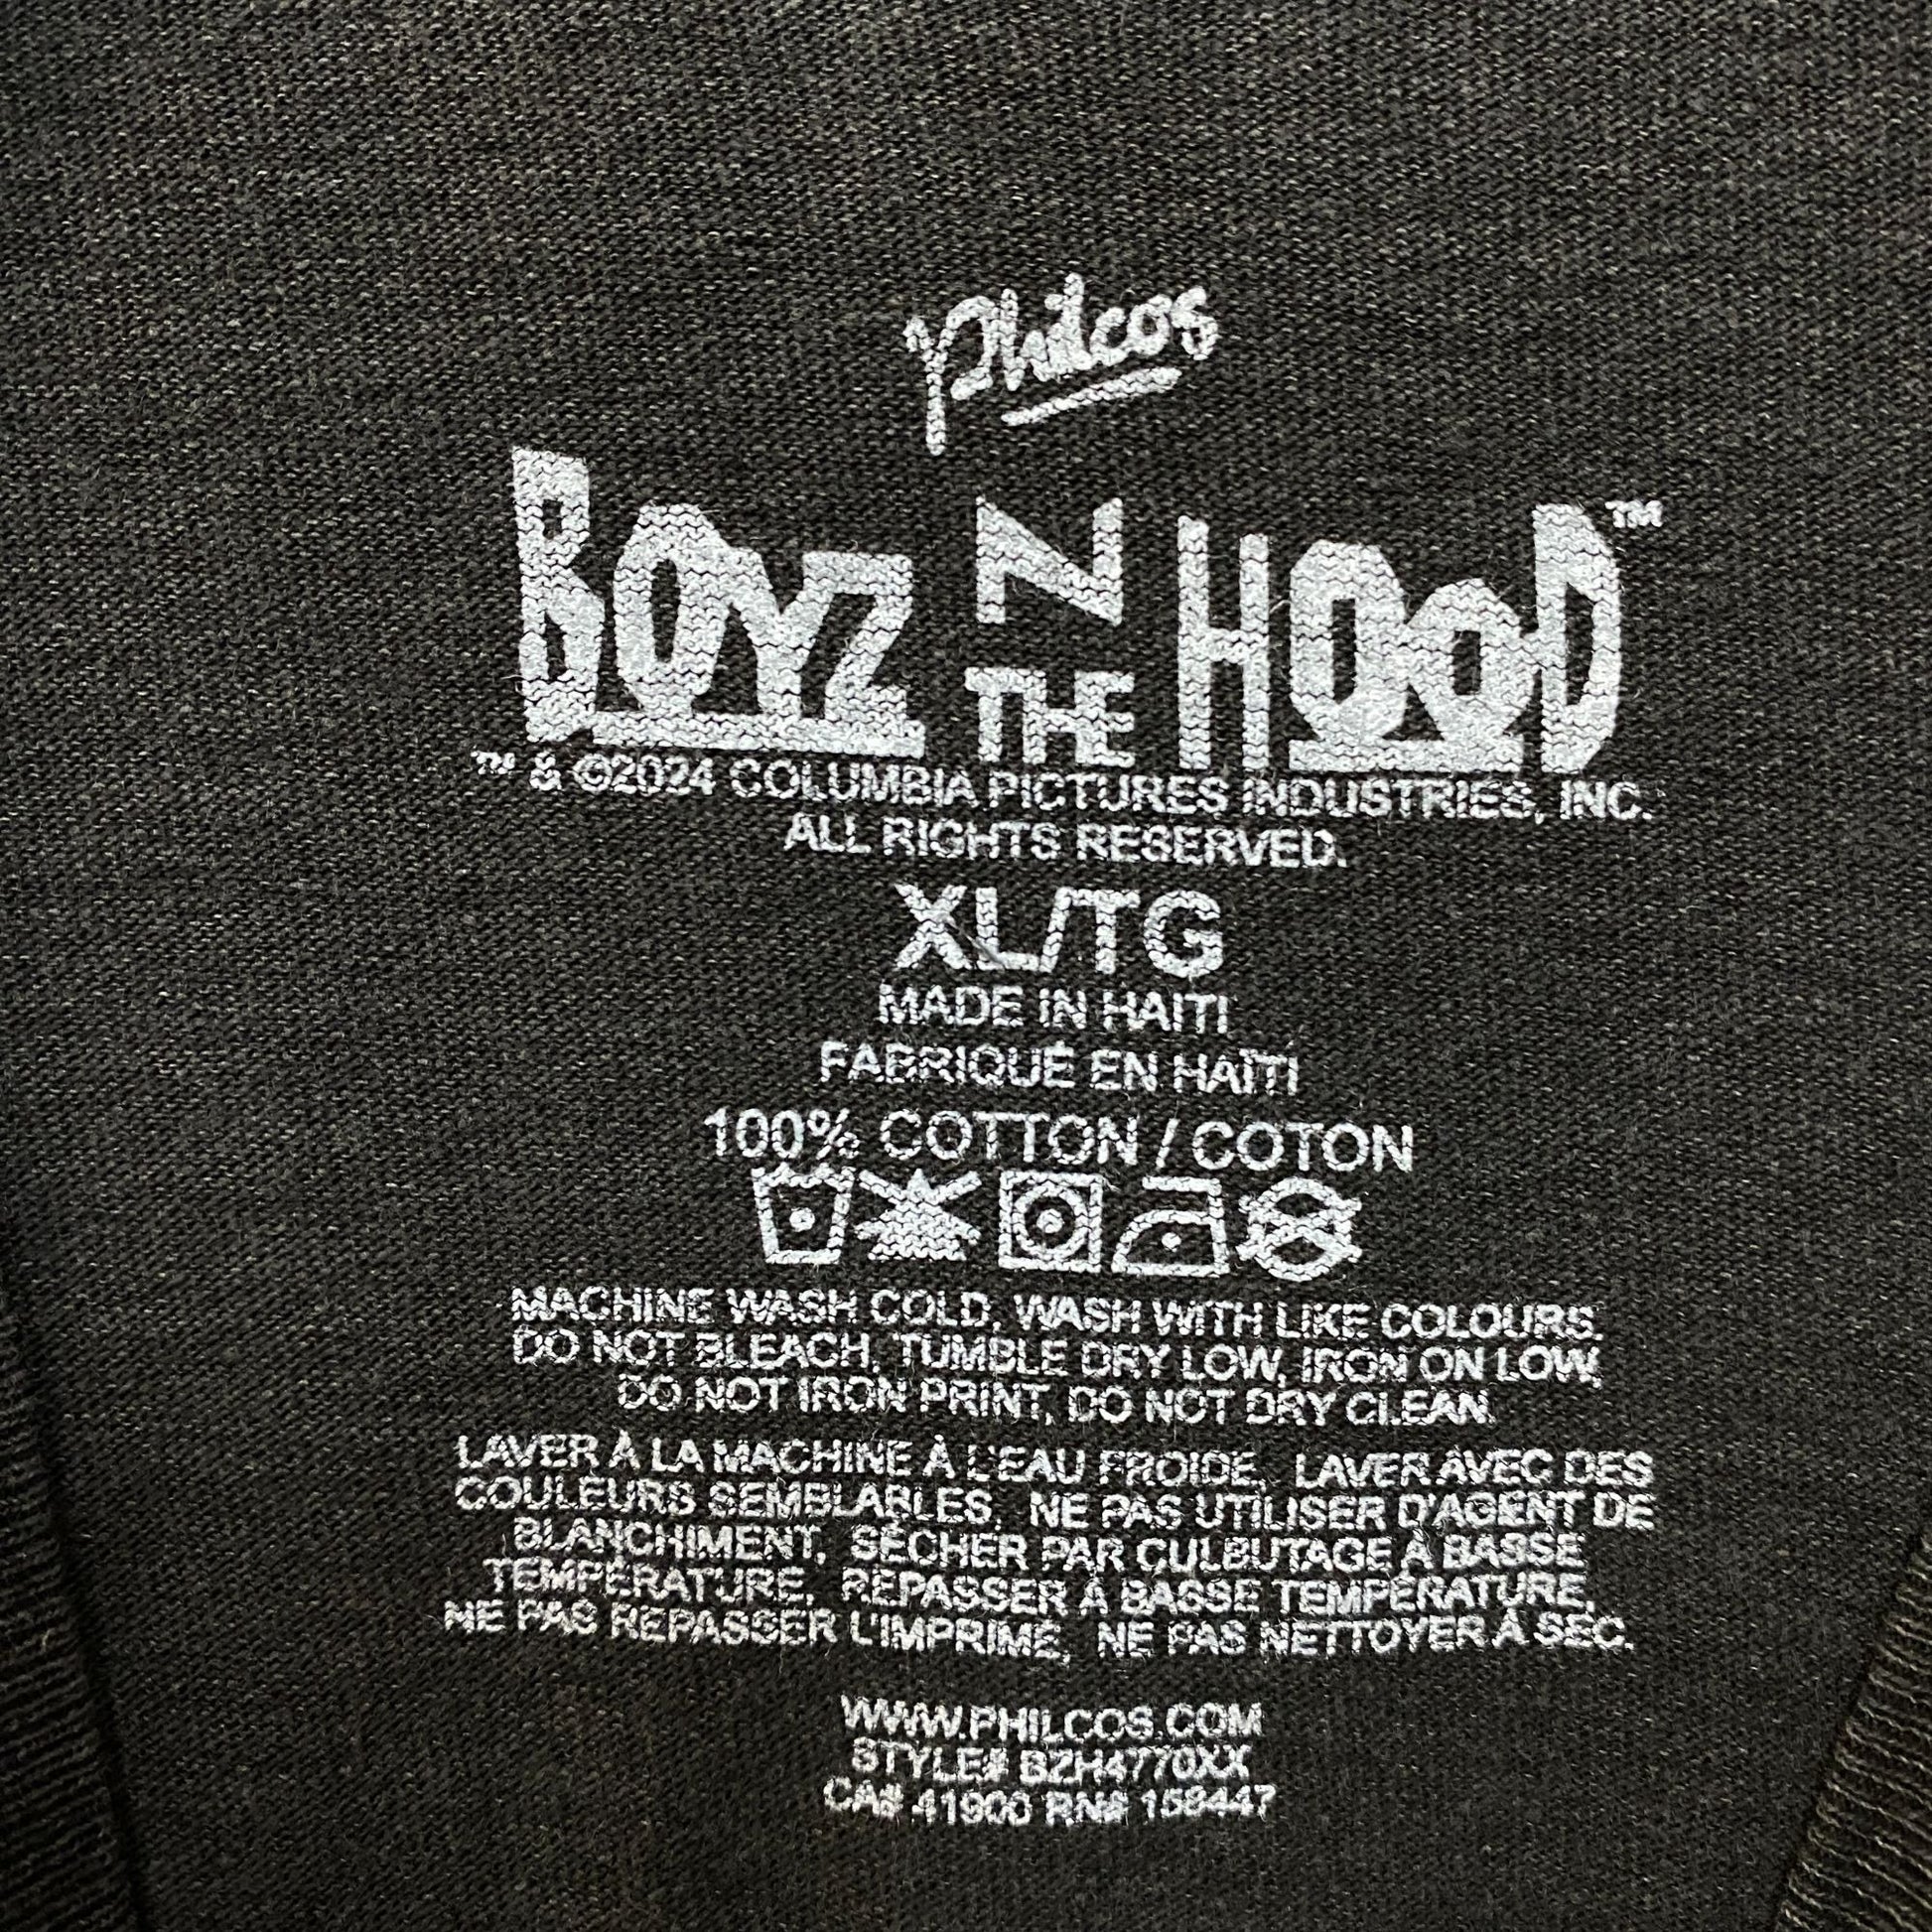 Philcos
BOYZ N THE HOOD™
™ & ©2024 COLUMBIA PICTURES INDUSTRIES, INC.
ALL RIGHTS RESERVED.
XL/TG
MADE IN HAITI
FABRIQUÉ EN HAÏTI
100% COTTON / COTON
MACHINE WASH COLD, WASH WITH LIKE COLOURS.
DO NOT BLEACH, TUMBLE DRY LOW, IRON ON LOW,
DO NOT IRON PRINT, DO NOT DRY CLEAN.
LAVER À LA MACHINE À L'EAU FROIDE, LAVER AVEC DES
COULEURS SEMBLABLES, NE PAS UTILISER D'AGENT DE
BLANCHIMENT, SÉCHER PAR CULBUTAGE À BASSE
TEMPÉRATURE, REPASSER À BASSE TEMPÉRATURE,
NE PAS REPASSER L'IMPRIMÉ, NE PAS NETTOYER À SEC.
WWW.PHILCOS.COM
STYLE# BZH4770XX
CA# 41900 RN# 158447